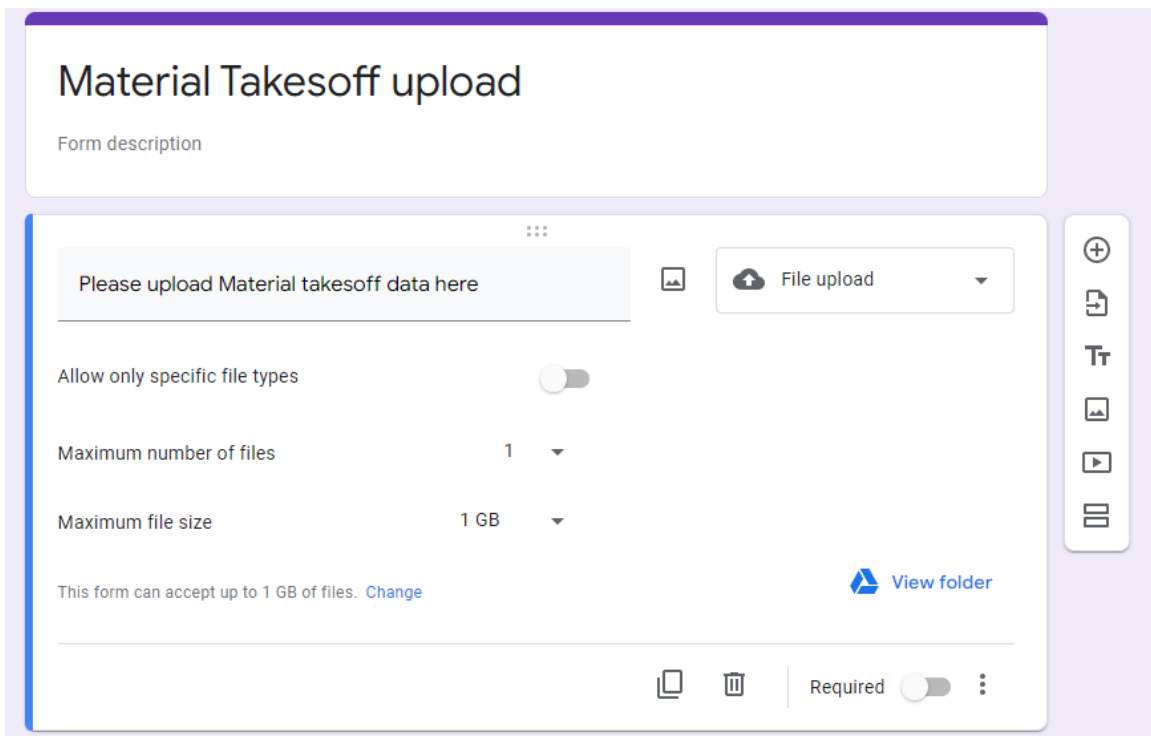 Material Takesoff upload
Form description
Please upload Material takesoff data here
File upload
Allow only specific file types
Maximum number of files 1
Maximum file size 1 GB
This form can accept up to 1 GB of files. Change
View folder
Required
Tт